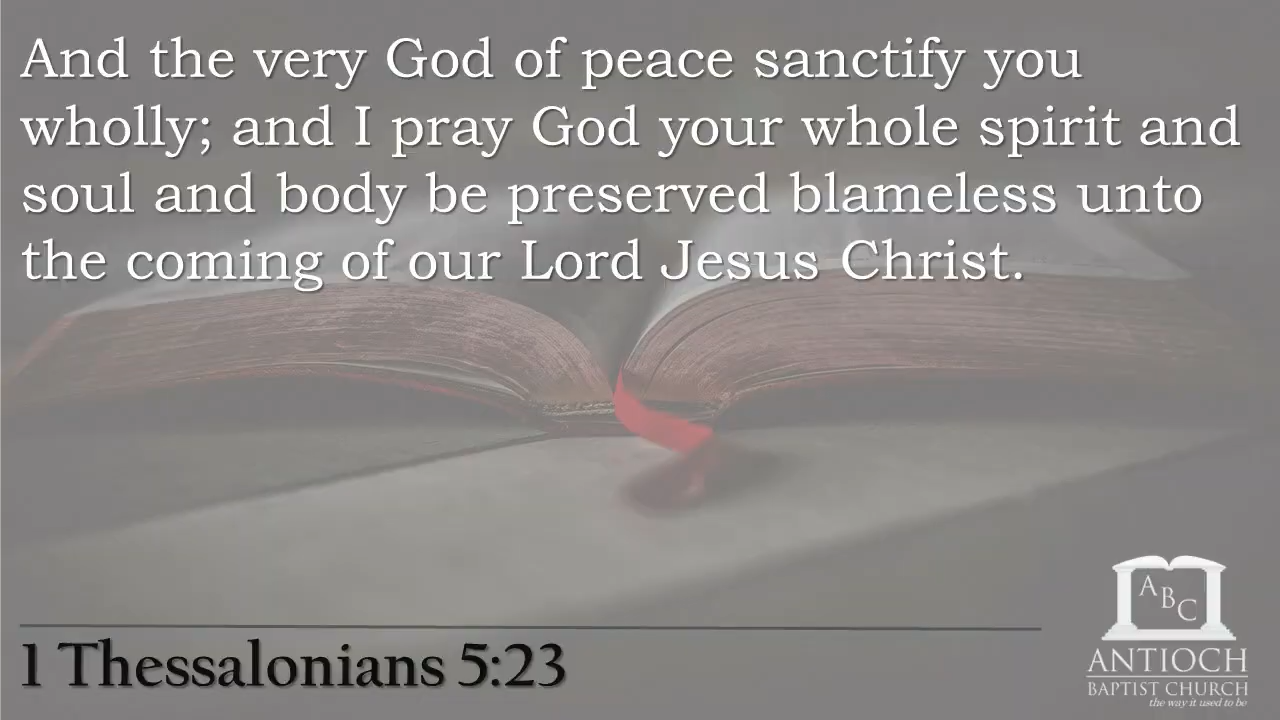 And the very God of peace sanctify you
wholly; and I pray God your whole spirit and
soul and body be preserved blameless unto
the coming of our Lord Jesus Christ.
1 Thessalonians 5:23
ABC
ANTIOCH
BAPTIST CHURCH
the way it used to be